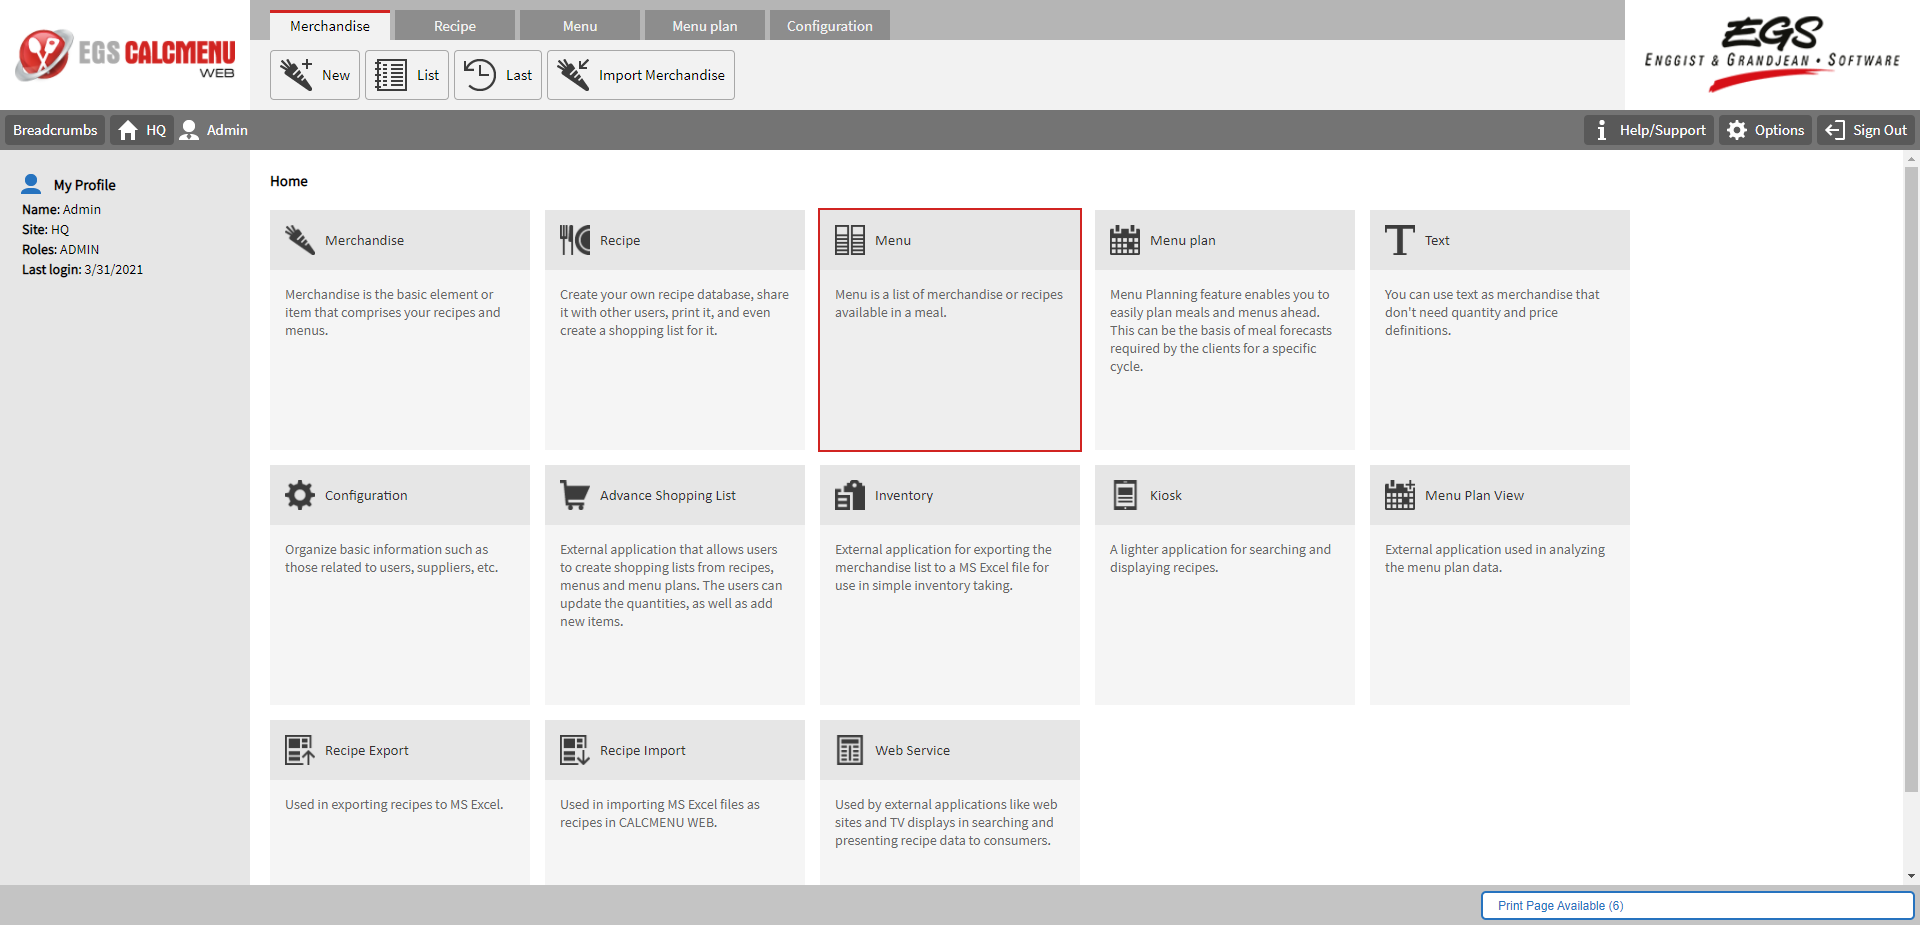 EGS CALCMENU
WEB
Merchandise
Recipe
Menu
Menu plan
Configuration
EGS
ENGGIST & GRANDJEAN • SOFTWARE
New
List
Last
Import Merchandise
Breadcrumbs
HQ
Admin
Help/Support
Options
Sign Out
My Profile
Name: Admin
Site: HQ
Roles: ADMIN
Last login: 3/31/2021
Home
Merchandise
Merchandise is the basic element or
item that comprises your recipes and
menus.
Recipe
Create your own recipe database, share
it with other users, print it, and even
create a shopping list for it.
Menu
Menu is a list of merchandise or recipes
available in a meal.
Menu plan
Menu Planning feature enables you to
easily plan meals and menus ahead.
This can be the basis of meal forecasts
required by the clients for a specific
cycle.
Text
You can use text as merchandise that
don't need quantity and price
definitions.
Configuration
Organize basic information such as
those related to users, suppliers, etc.
Advance Shopping List
External application that allows users
to create shopping lists from recipes,
menus and menu plans. The users can
update the quantities, as well as add
new items.
Inventory
External application for exporting the
merchandise list to a MS Excel file for
use in simple inventory taking.
Kiosk
A lighter application for searching and
displaying recipes.
Menu Plan View
External application used in analyzing
the menu plan data.
Recipe Export
Used in exporting recipes to MS Excel.
Recipe Import
Used in importing MS Excel files as
recipes in CALCMENU WEB.
Web Service
Used by external applications like web
sites and TV displays in searching and
presenting recipe data to consumers.
Print Page Available (6)